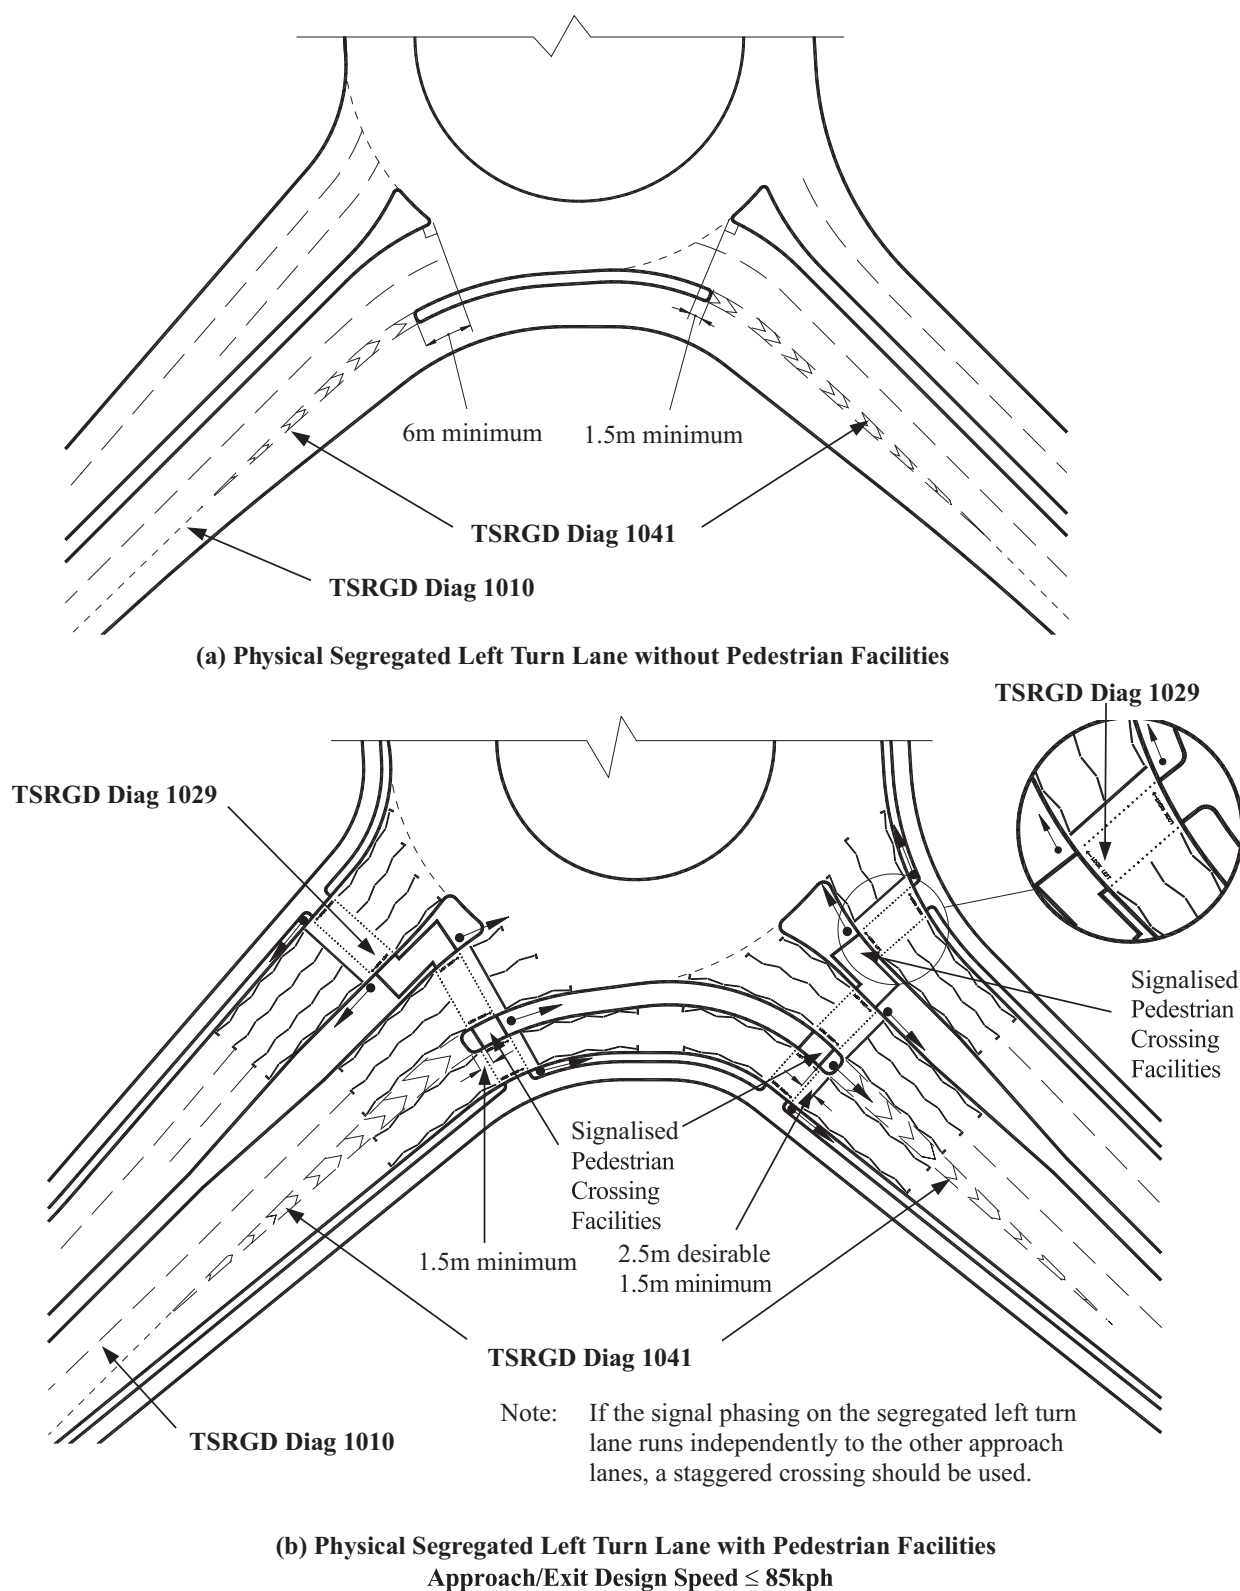 6m minimum
1.5m minimum
TSRGD Diag 1041
TSRGD Diag 1010
(a) Physical Segregated Left Turn Lane without Pedestrian Facilities
TSRGD Diag 1029
TSRGD Diag 1029
LOOK LEFT
Signalised
Pedestrian
Crossing
Facilities
Signalised
Pedestrian
Crossing
Facilities
1.5m minimum
2.5m desirable
1.5m minimum
TSRGD Diag 1041
TSRGD Diag 1010
Note: If the signal phasing on the segregated left turn
lane runs independently to the other approach
lanes, a staggered crossing should be used.
(b) Physical Segregated Left Turn Lane with Pedestrian Facilities
Approach/Exit Design Speed ≤ 85kph